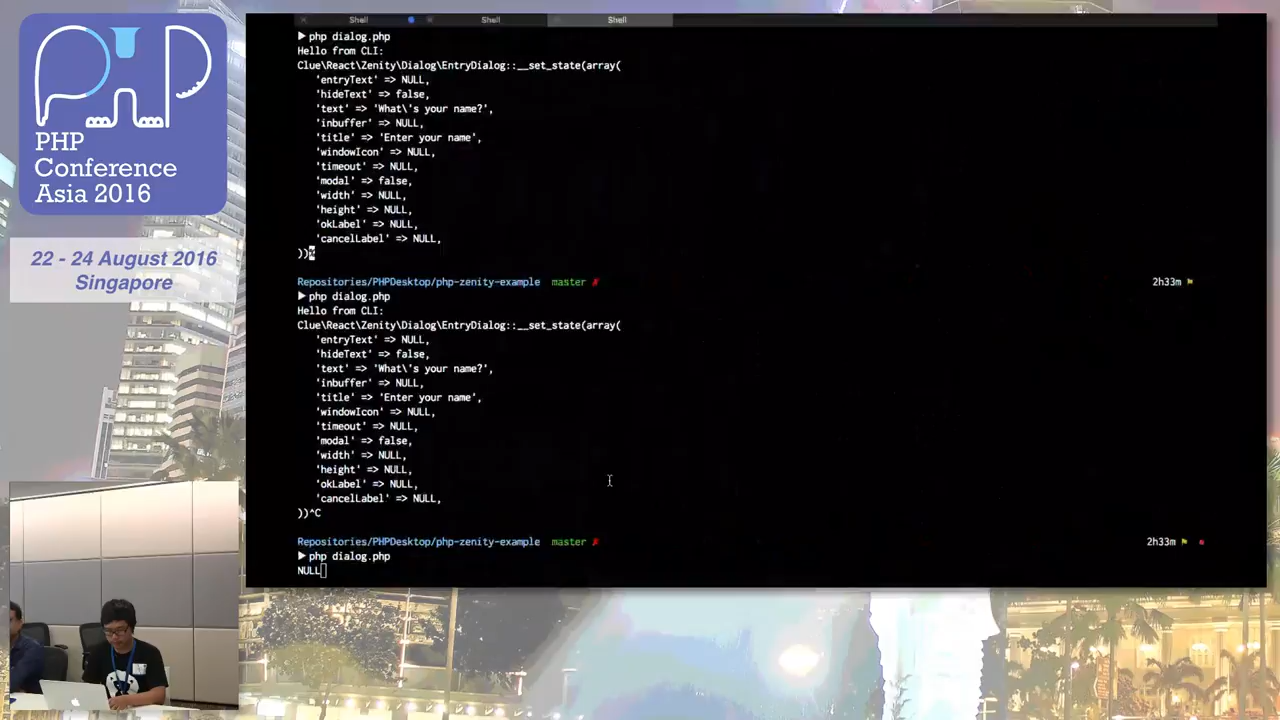 PHP
PHP
Conference
Asia 2016
22 - 24 August 2016
Singapore
Shell
Shell
Shell
▶ php dialog.php
Hello from CLI:
Clue\React\Zenity\Dialog\EntryDialog::__set_state(array(
'entryText' => NULL,
'hideText' => false,
'text' => 'What\'s your name?',
'inbuffer' => NULL,
'title' => 'Enter your name',
'windowIcon' => NULL,
'timeout' => NULL,
'modal' => false,
'width' => NULL,
'height' => NULL,
'okLabel' => NULL,
'cancelLabel' => NULL,
))%
Repositories/PHPDesktop/php-zenity-example master ✗ 2h33m
▶ php dialog.php
Hello from CLI:
Clue\React\Zenity\Dialog\EntryDialog::__set_state(array(
'entryText' => NULL,
'hideText' => false,
'text' => 'What\'s your name?',
'inbuffer' => NULL,
'title' => 'Enter your name',
'windowIcon' => NULL,
'timeout' => NULL,
'modal' => false,
'width' => NULL,
'height' => NULL,
'okLabel' => NULL,
'cancelLabel' => NULL,
))^C
Repositories/PHPDesktop/php-zenity-example master ✗ 2h33m
▶ php dialog.php
NULL